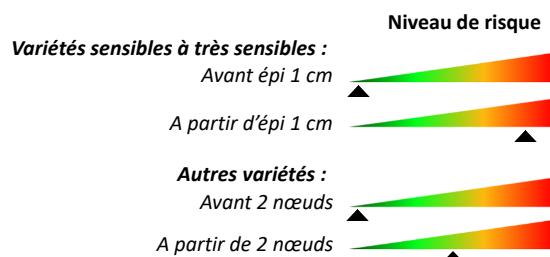 Niveau de risque
Variétés sensibles à très sensibles :
Avant épi 1 cm
A partir d'épi 1 cm
Autres variétés :
Avant 2 nœuds
A partir de 2 nœuds